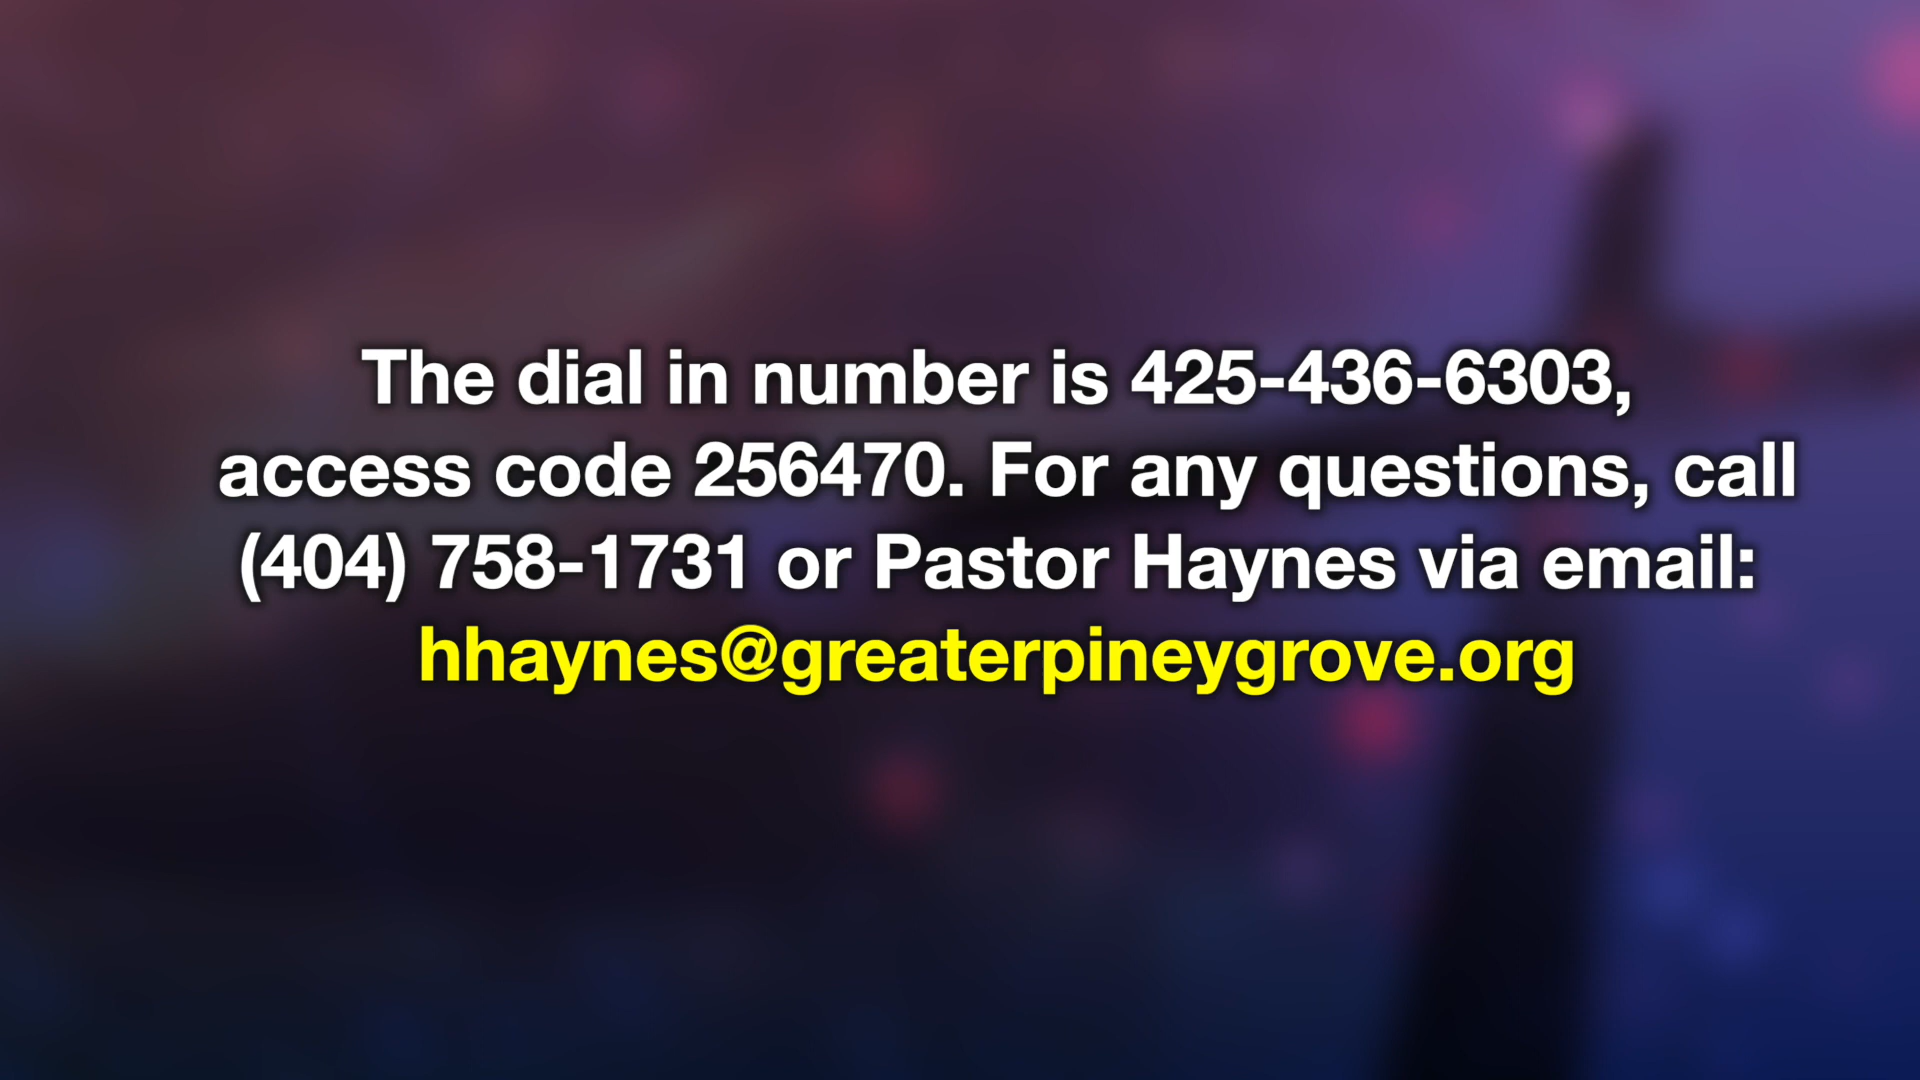 The dial in number is 425-436-6303,
access code 256470. For any questions, call
(404) 758-1731 or Pastor Haynes via email:
hhaynes@greaterpineygrove.org